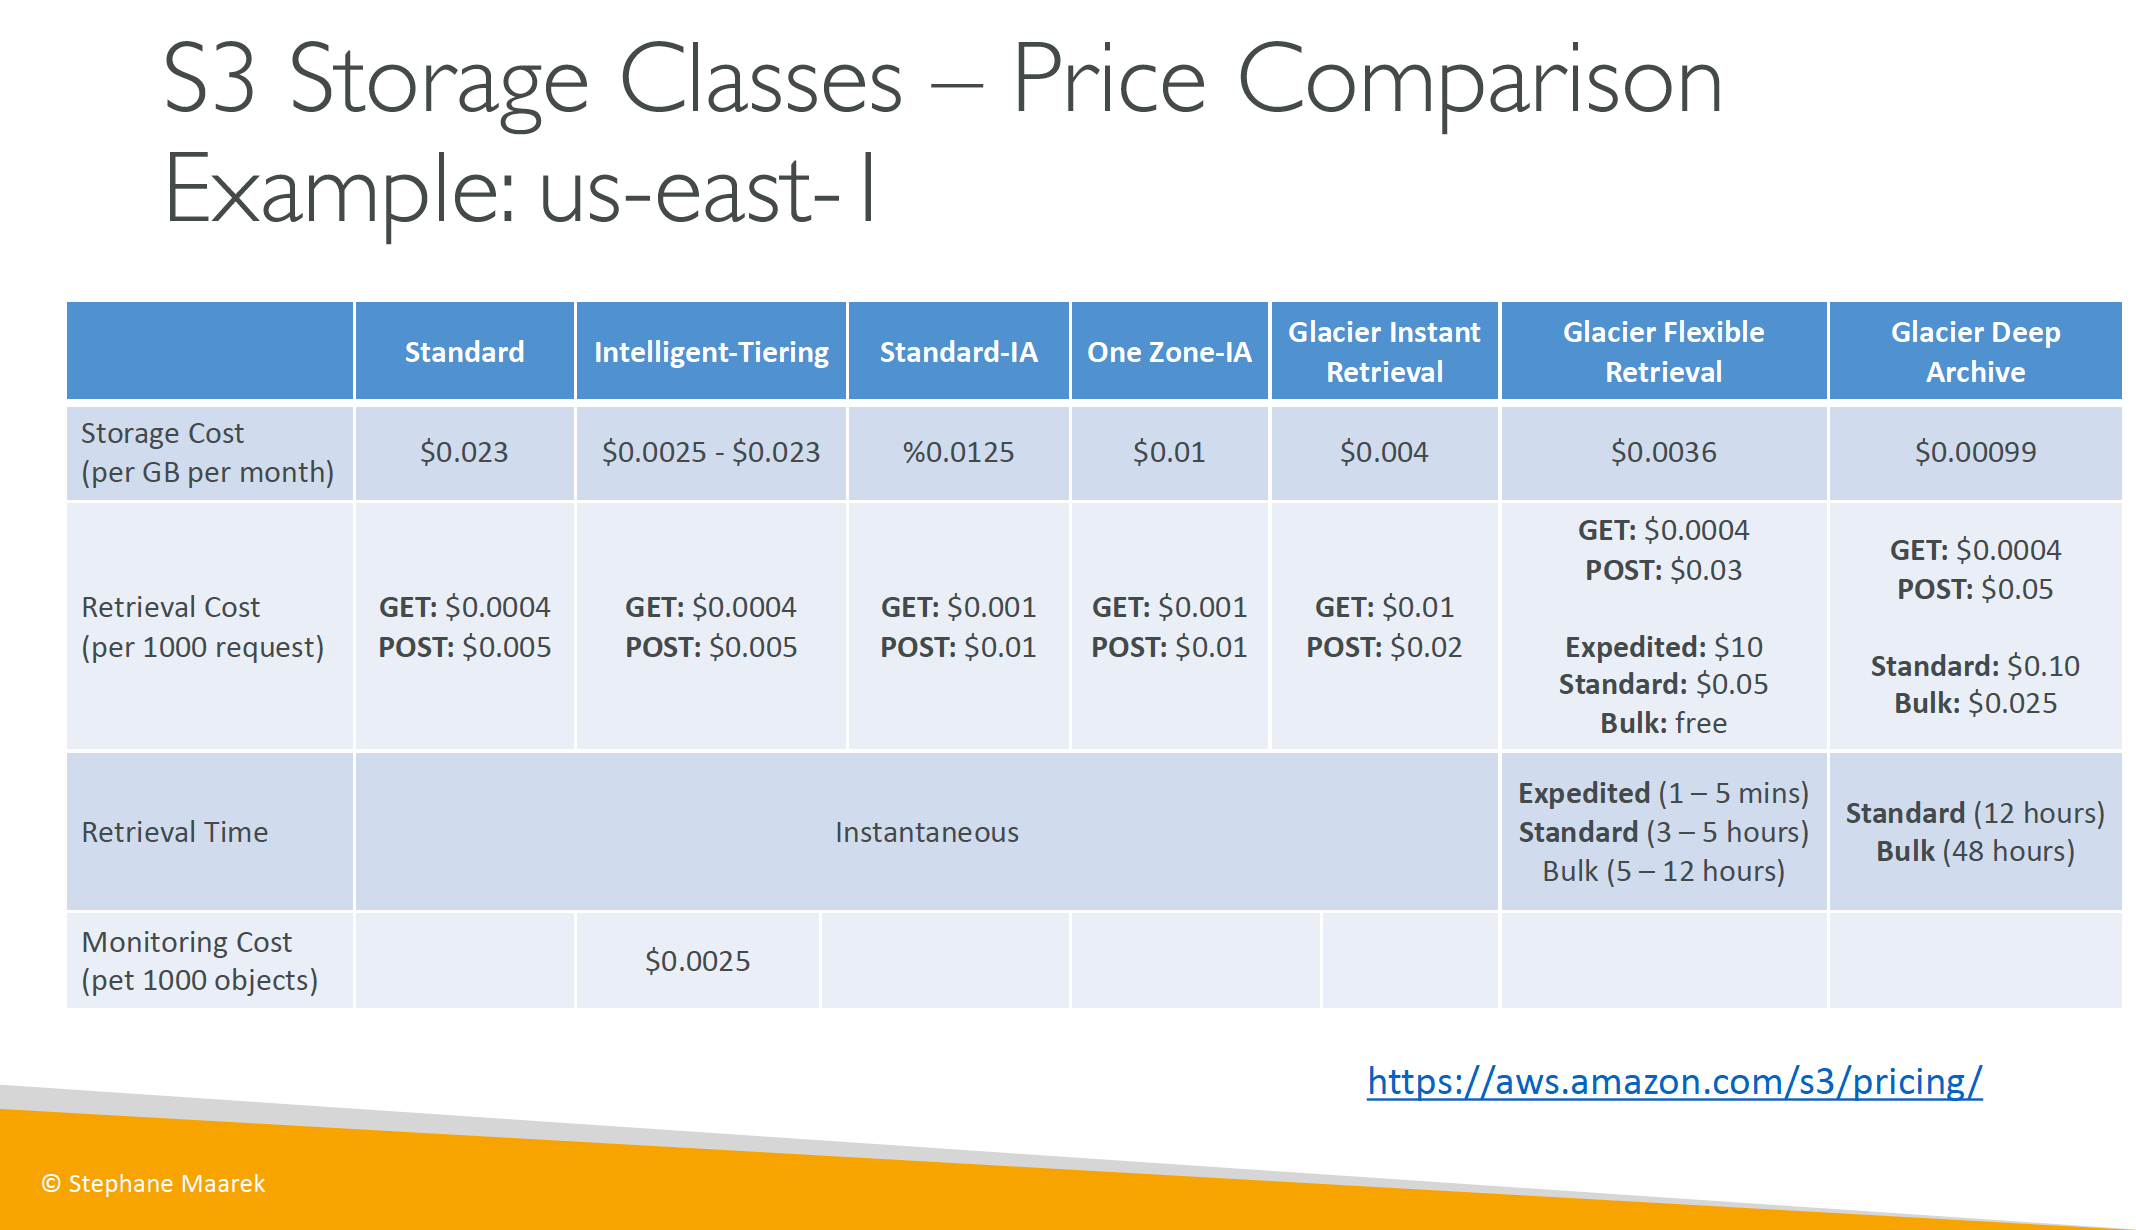 S3 Storage Classes – Price Comparison
Example: us-east-1
Standard
Intelligent-Tiering
Standard-IA
One Zone-IA
Glacier Instant
Retrieval
Glacier Flexible
Retrieval
Glacier Deep
Archive
Storage Cost
(per GB per month)
$0.023
$0.0025 - $0.023
%0.0125
$0.01
$0.004
$0.0036
$0.00099
Retrieval Cost
(per 1000 request)
GET: $0.0004
POST: $0.005
GET: $0.0004
POST: $0.005
GET: $0.001
POST: $0.01
GET: $0.001
POST: $0.01
GET: $0.01
POST: $0.02
GET: $0.0004
POST: $0.03
Expedited: $10
Standard: $0.05
Bulk: free
GET: $0.0004
POST: $0.05
Standard: $0.10
Bulk: $0.025
Retrieval Time
Instantaneous
Expedited (1 – 5 mins)
Standard (3 – 5 hours)
Bulk (5 – 12 hours)
Standard (12 hours)
Bulk (48 hours)
Monitoring Cost
(pet 1000 objects)
$0.0025
https://aws.amazon.com/s3/pricing/
© Stephane Maarek